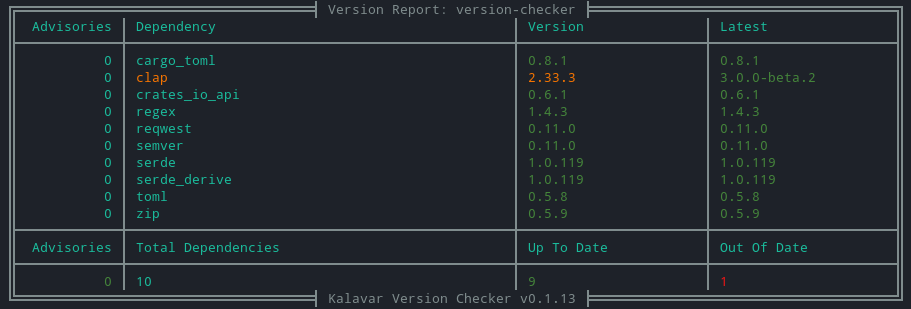 Version Report: version-checker
Advisories Dependency Version Latest
0 cargo_toml 0.8.1 0.8.1
0 clap 2.33.3 3.0.0-beta.2
0 crates_io_api 0.6.1 0.6.1
0 regex 1.4.3 1.4.3
0 reqwest 0.11.0 0.11.0
0 semver 0.11.0 0.11.0
0 serde 1.0.119 1.0.119
0 serde_derive 1.0.119 1.0.119
0 toml 0.5.8 0.5.8
0 zip 0.5.9 0.5.9
Advisories Total Dependencies Up To Date Out Of Date
0 10 9 1
Kalavar Version Checker v0.1.13